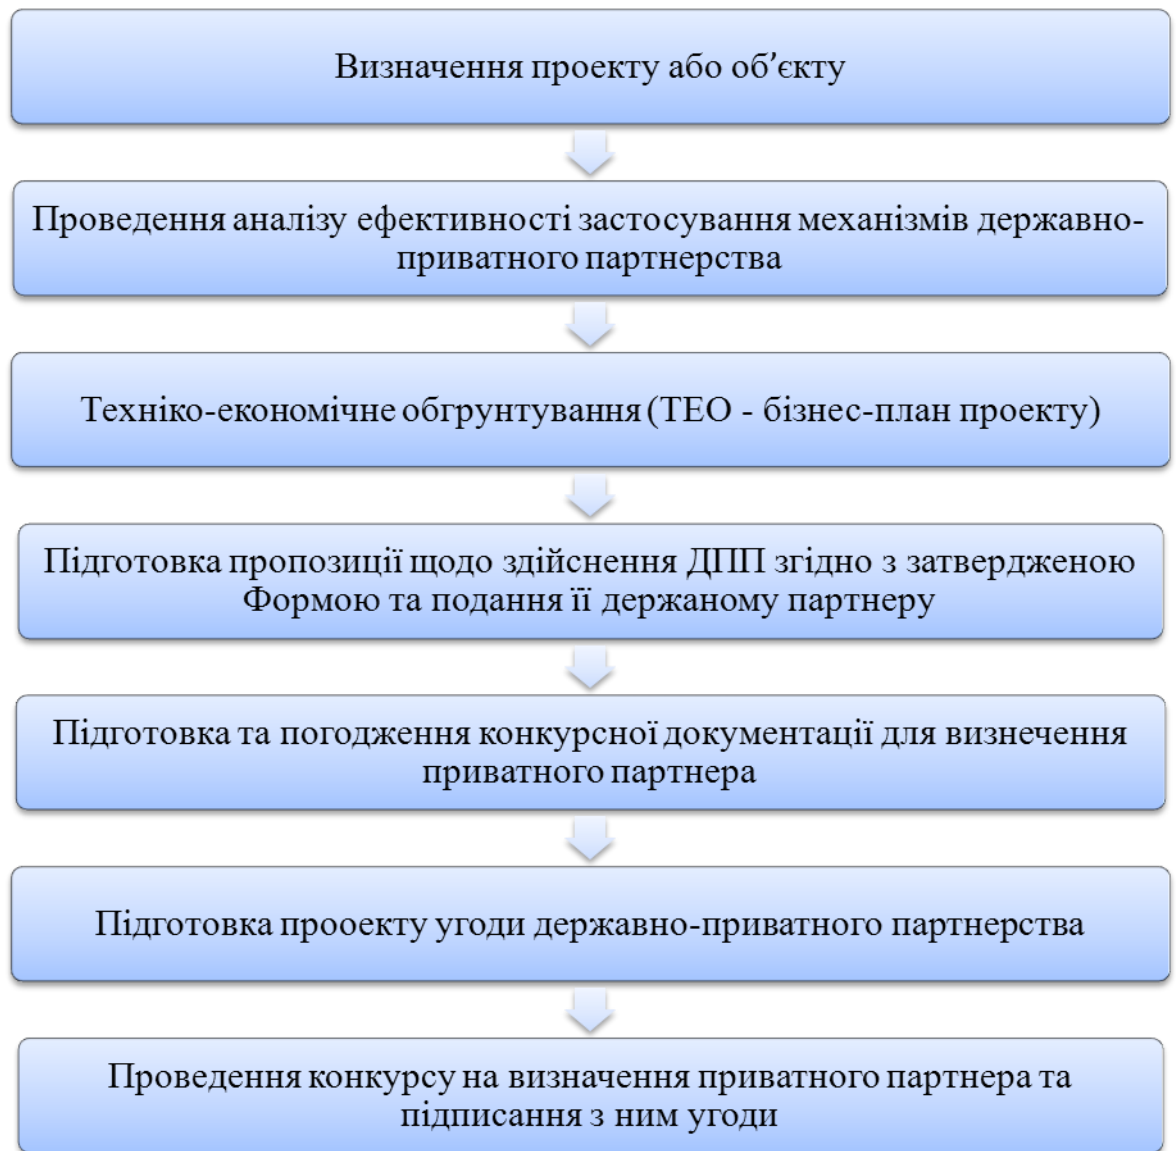 Визначення проекту або об’єкту
Проведення аналізу ефективності застосування механізмів державно-
приватного партнерства
Техніко-економічне обгрунтування (ТЕО - бізнес-план проекту)
Підготовка пропозиції щодо здійснення ДПП згідно з затвердженою
Формою та подання її держаному партнеру
Підготовка та погодження конкурсної документації для визнечення
приватного партнера
Підготовка прооекту угоди державно-приватного партнерства
Проведення конкурсу на визначення приватного партнера та
підписання з ним угоди